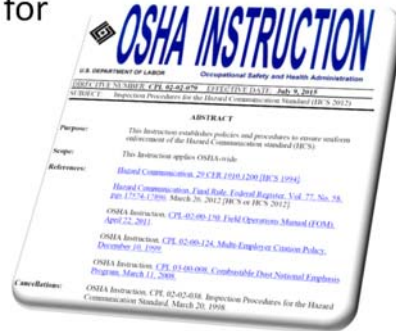 for
OSHA INSTRUCTION
U.S. DEPARTMENT OF LABOR Occupational Safety and Health Administration
DIRECTIVE NUMBER: CPL 02-02-079 EFFECTIVE DATE: July 9, 2015
SUBJECT: Inspection Procedures for the Hazard Communication Standard (HCS 2012)
ABSTRACT
Purpose: This Instruction establishes policies and procedures to ensure uniform
enforcement of the Hazard Communication standard (HCS).
Scope: This Instruction applies OSHA-wide.
References: Hazard Communication, 29 CFR 1910.1200 [HCS 1994]
Hazard Communication, Final Rule, Federal Register, Vol. 77, No. 58,
pgs 17574-17896, March 26, 2012 [HCS or HCS 2012].
OSHA Instruction, CPL-02-00-150, Field Operations Manual (FOM),
April 22, 2011.
OSHA Instruction, CPL 02-00-124, Multi-Employer Citation Policy,
December 10, 1999.
OSHA Instruction, CPL 03-00-008, Combustible Dust National Emphasis
Program, March 11, 2008.
Cancellations: OSHA Instruction, CPL 02-02-038, Inspection Procedures for the Hazard
Communication Standard, March 20, 1998.